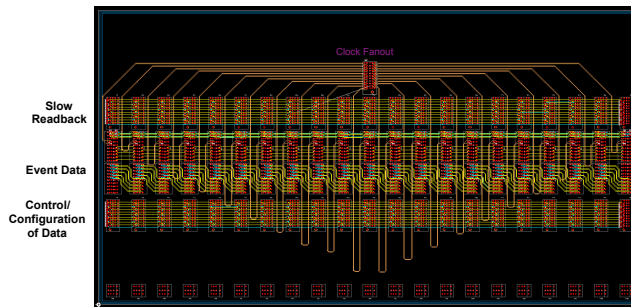 Clock Fanout
Slow
Readback
Event Data
Control/
Configuration
of Data